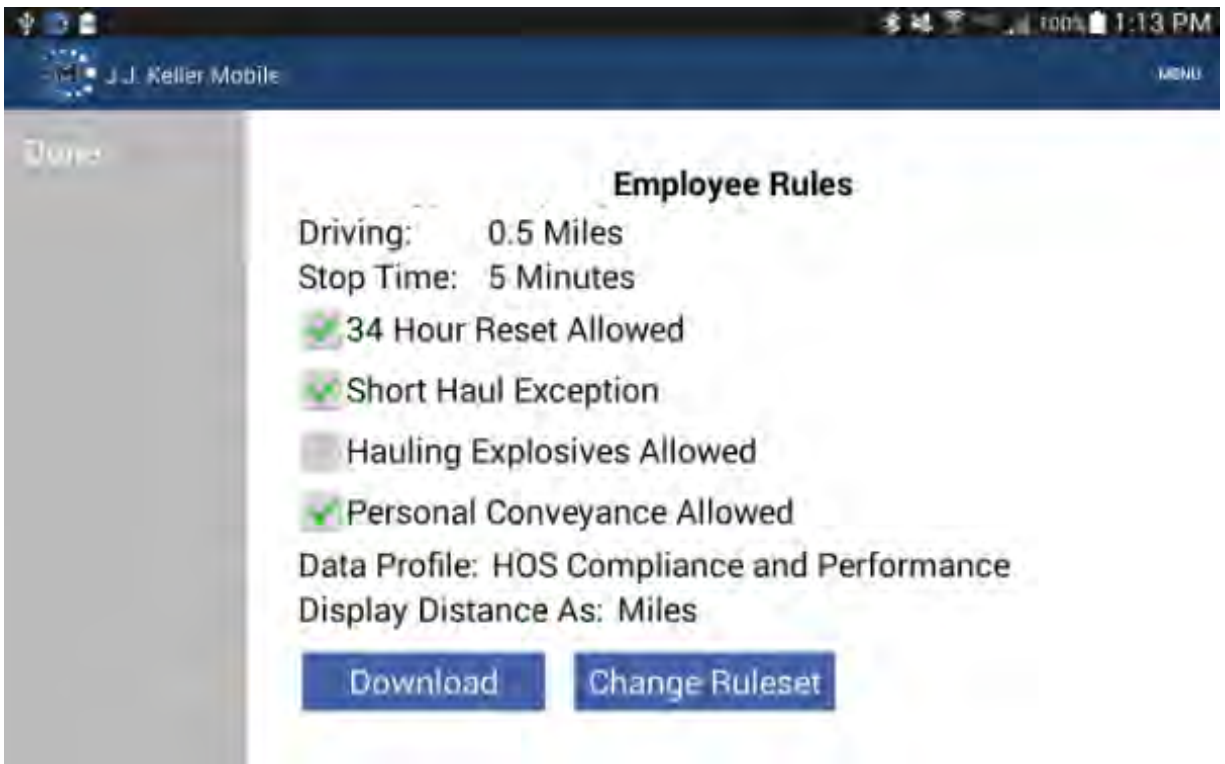 100% 1:13 PM
J.J. Keller Mobile MENU
Done
Employee Rules
Driving: 0.5 Miles
Stop Time: 5 Minutes
34 Hour Reset Allowed
Short Haul Exception
Hauling Explosives Allowed
Personal Conveyance Allowed
Data Profile: HOS Compliance and Performance
Display Distance As: Miles
Download Change Ruleset